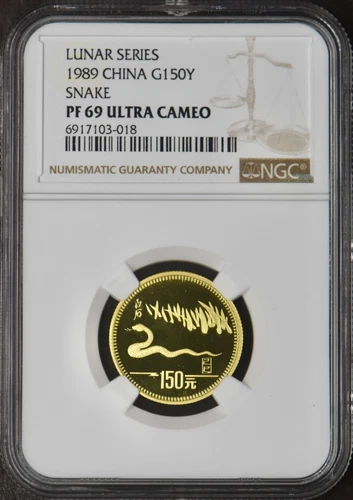 LUNAR SERIES
1989 CHINA G150Y
SNAKE
PF 69 ULTRA CAMEO
6917103-018
NUMISMATIC GUARANTY COMPANY
NGC
150元